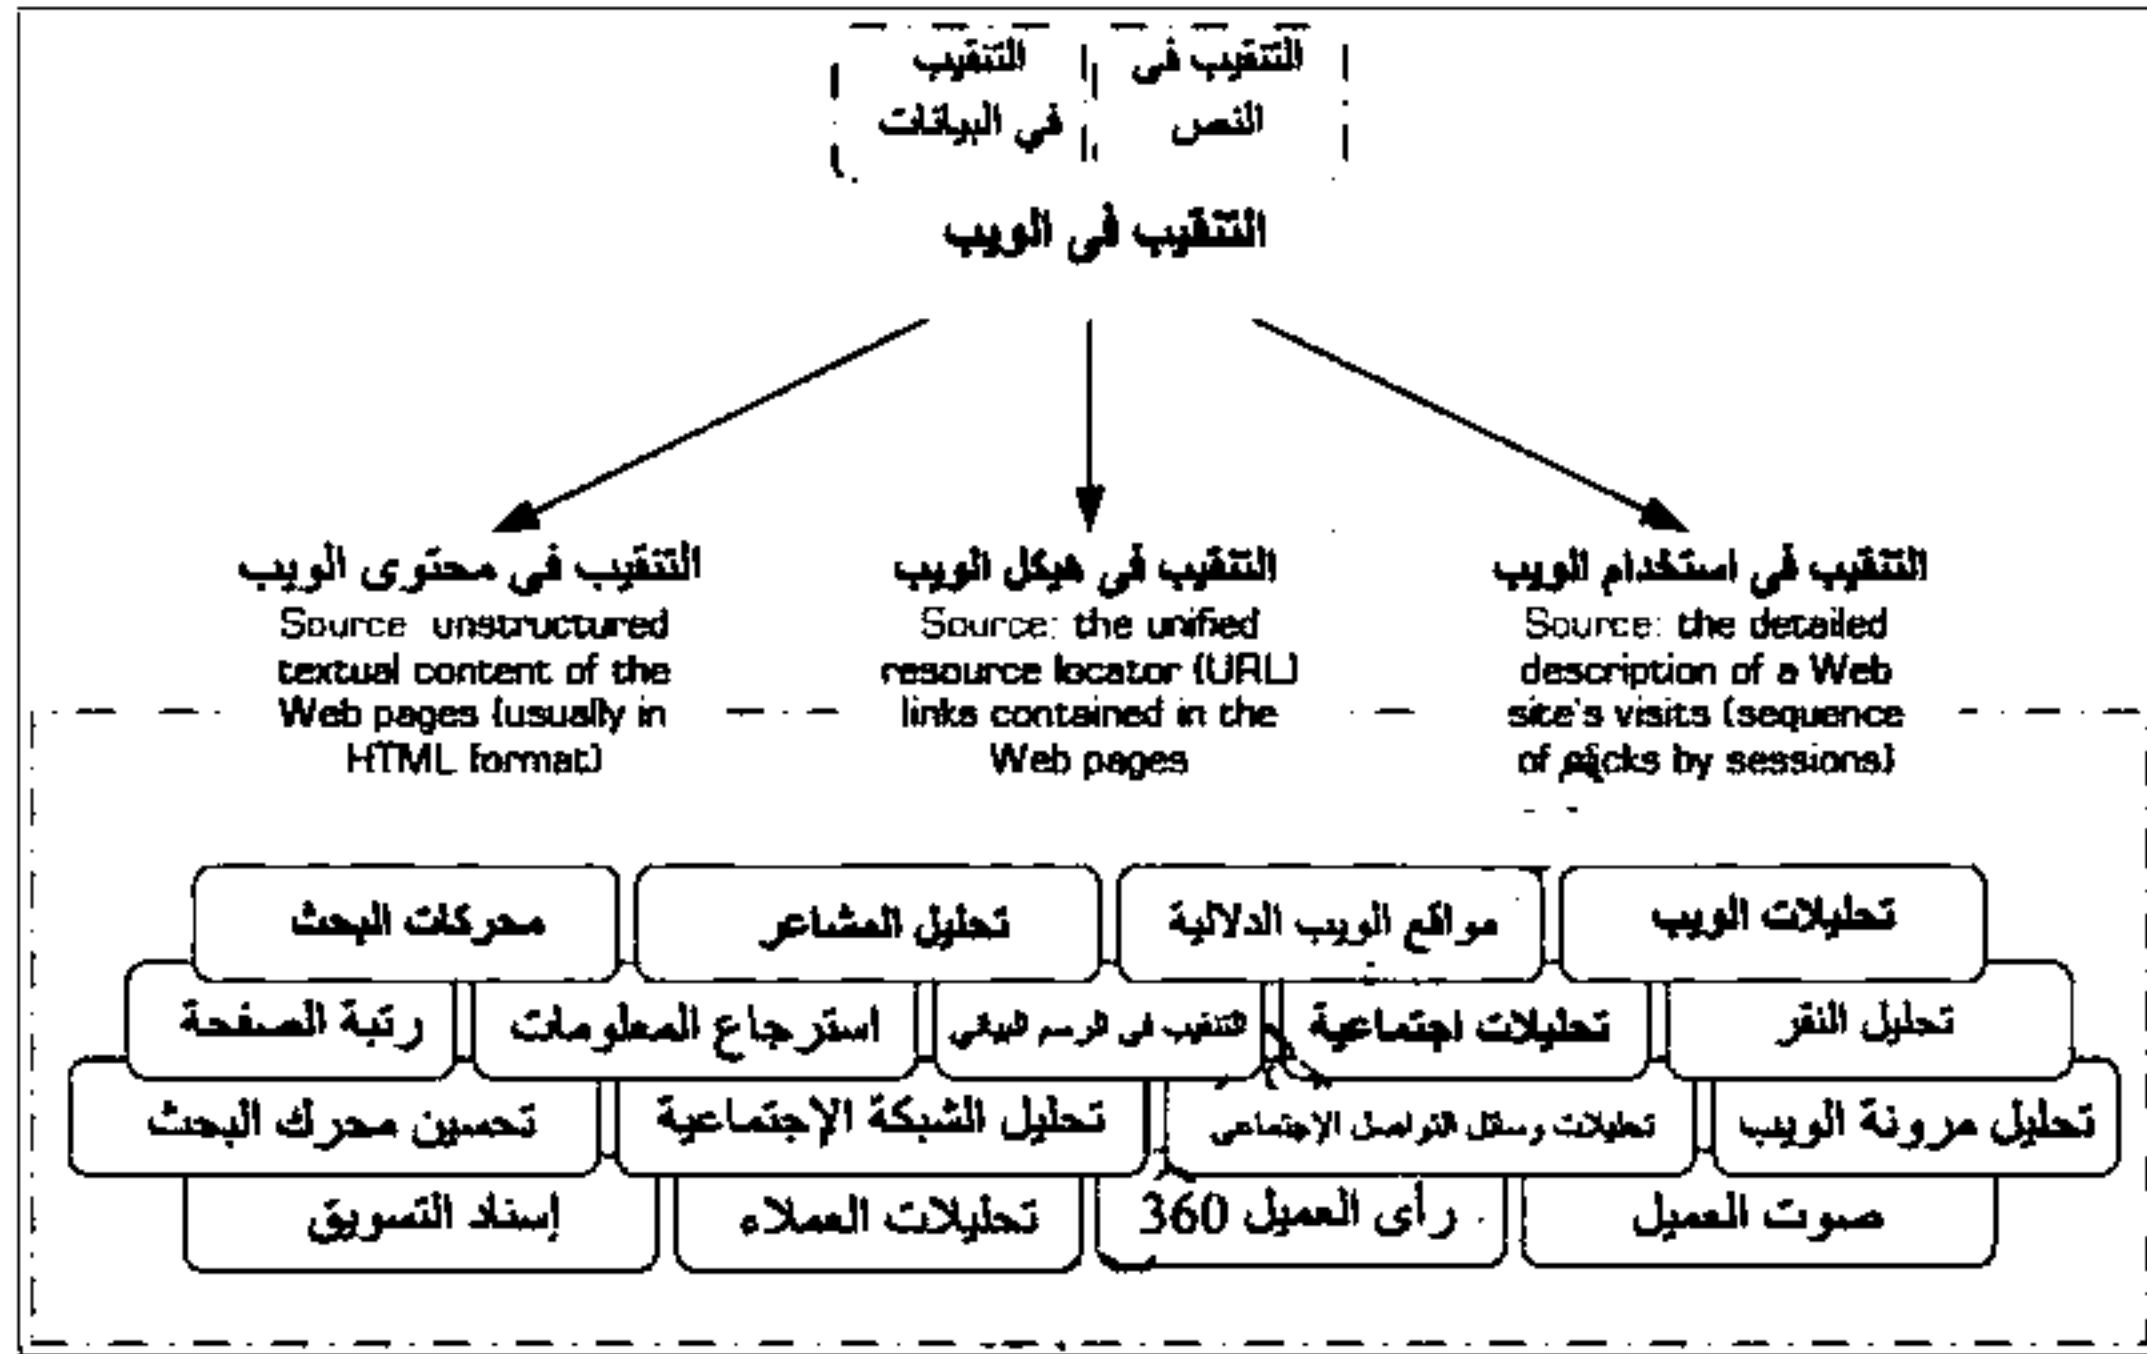 التنقيب في
النص
التنقيب
في البيانات
التنقيب في الويب
التنقيب في استخدام الويب
Source: the detailed
description of a Web
site's visits (sequence
of clicks by sessions)
التنقيب في هيكل الويب
Source: the unified
resource locator (URL)
links contained in the
Web pages
التنقيب في محتوى الويب
Source unstructured
textual content of the
Web pages (usually in
HTML format)
تحليلات الويب
مواقع الويب الدلالية
تحليل المشاعر
محركات البحث
تحليل النقر
تحليلات اجتماعية
التنقيب في الرسم البياني
استرجاع المعلومات
رتبة الصفحة
تحليل مرونة الويب
تحليلات وسائل التواصل الإجتماعي
تحليل الشبكة الإجتماعية
تحسين محرك البحث
صوت العميل
رأى العميل 360
تحليلات العملاء
إسناد التسويق